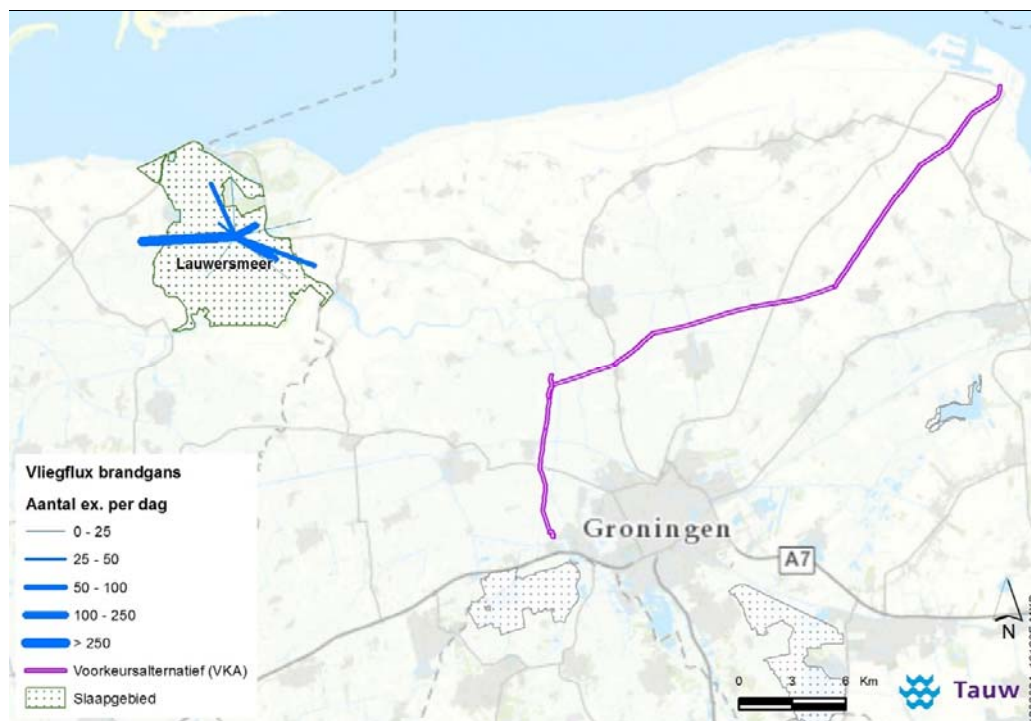 Lauwersmeer
Groningen
A7
N
Vliegflux brandgans
Aantal ex. per dag
0 - 25
25 - 50
50 - 100
100 - 250
> 250
Voorkeursalternatief (VKA)
Slaapgebied
0 3 6 Km
Tauw